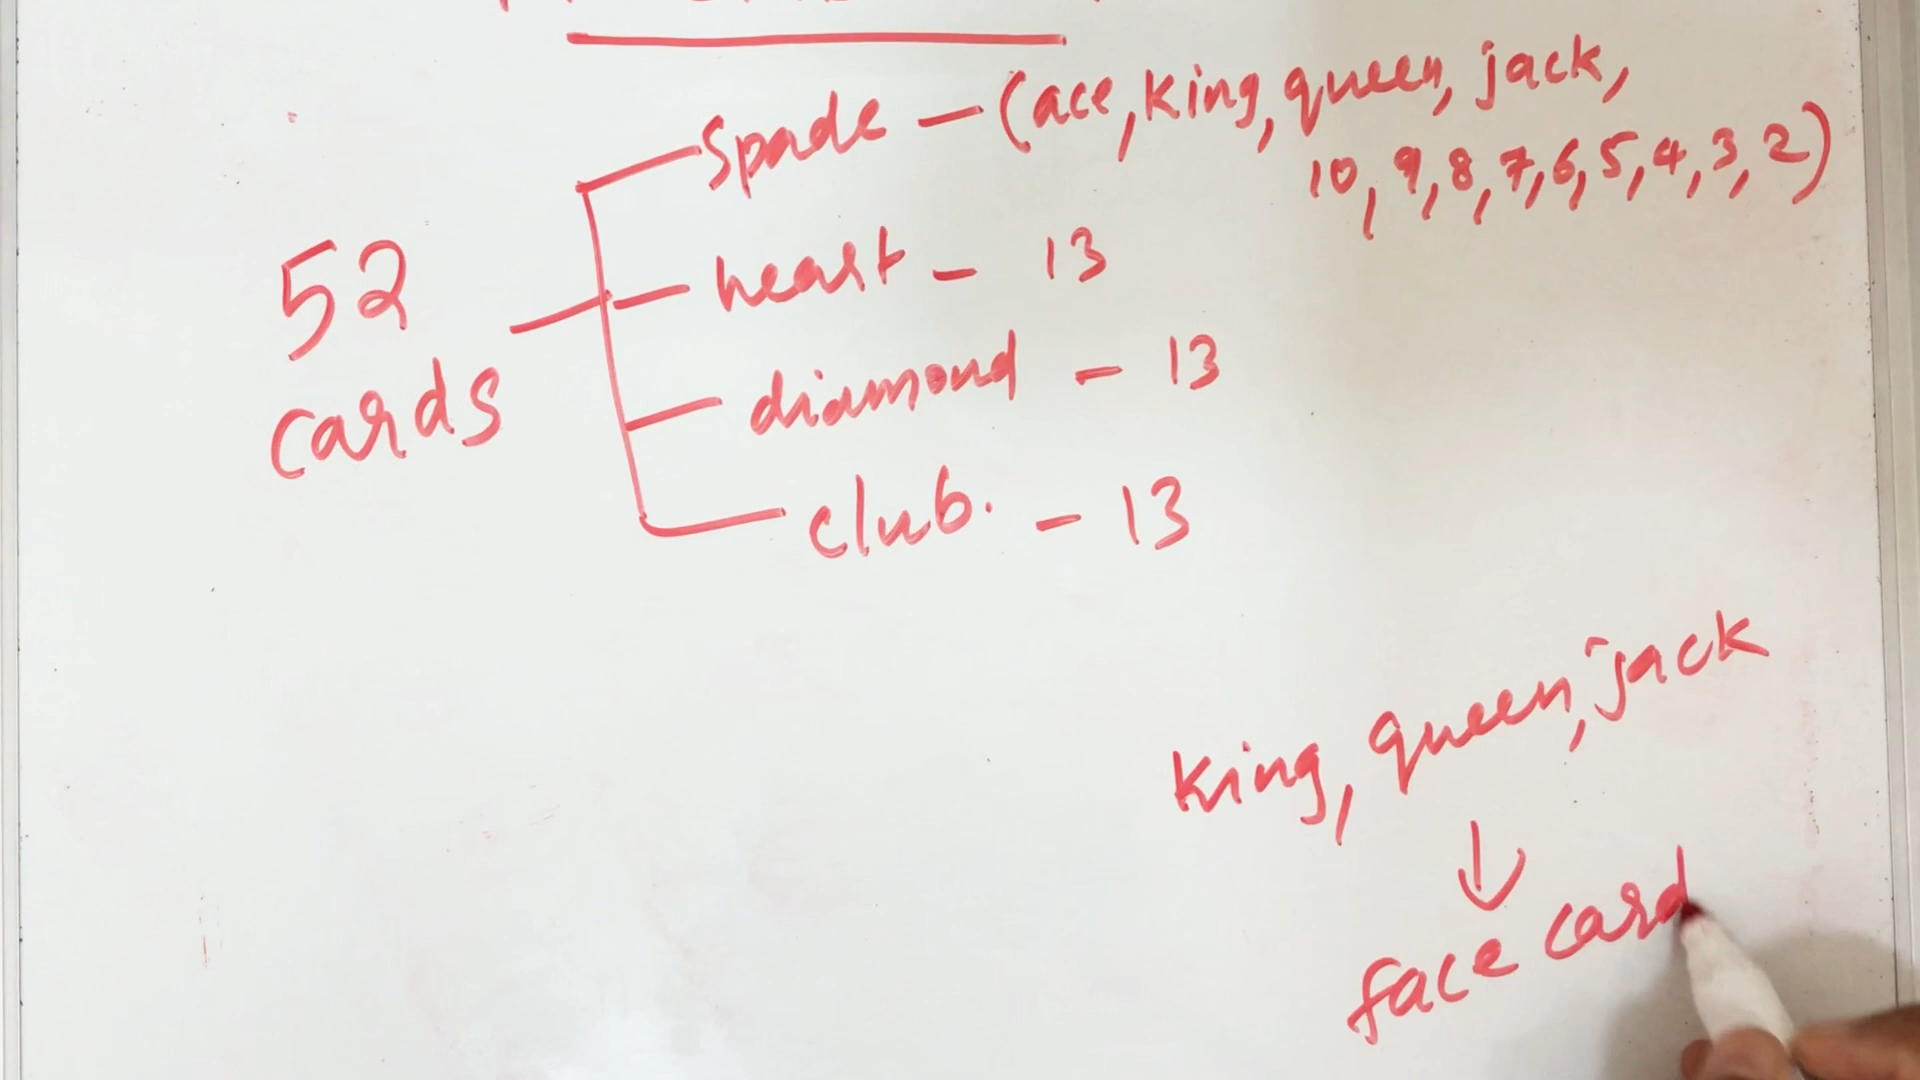 Spade - (ace, king, queen, jack,
10, 9, 8, 7, 6, 5, 4, 3, 2)
52
cards
heart - 13
diamond - 13
club. - 13
king, queen, jack
↓
face card